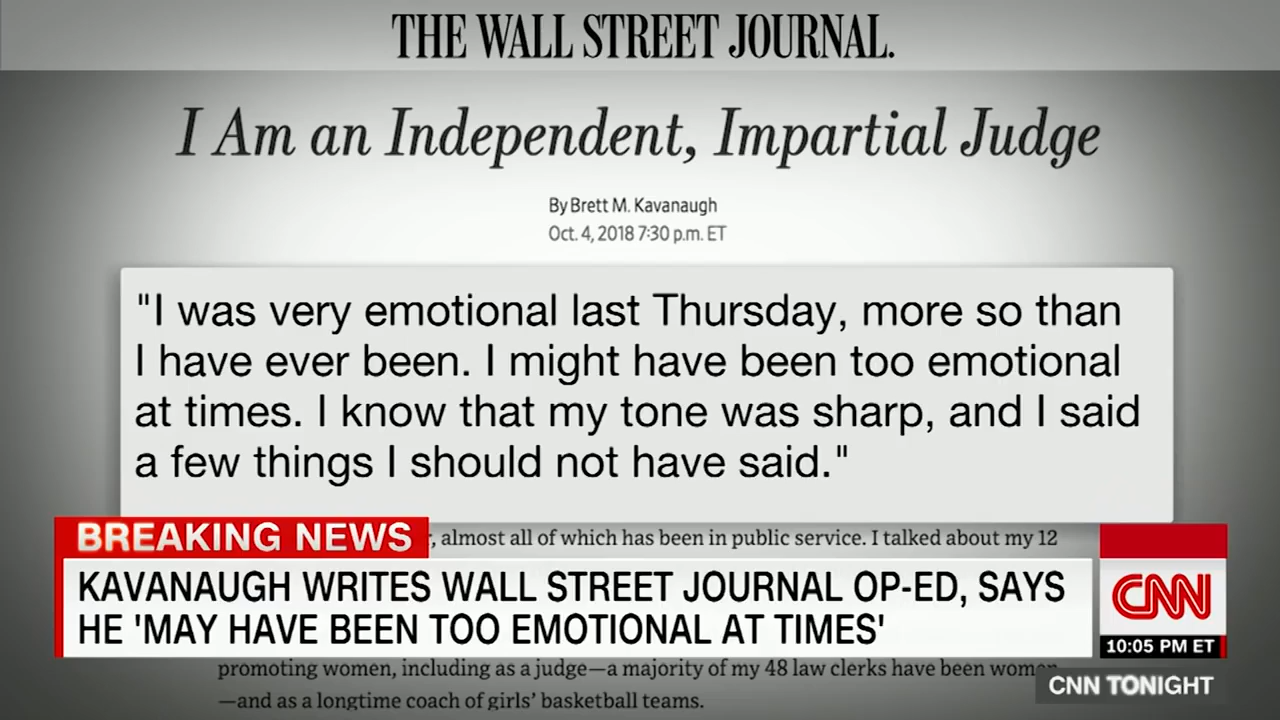 THE WALL STREET JOURNAL.
I Am an Independent, Impartial Judge
By Brett M. Kavanaugh
Oct. 4, 2018 7:30 p.m. ET
"I was very emotional last Thursday, more so than
I have ever been. I might have been too emotional
at times. I know that my tone was sharp, and I said
a few things I should not have said."
BREAKING NEWS
, almost all of which has been in public service. I talked about my 12
KAVANAUGH WRITES WALL STREET JOURNAL OP-ED, SAYS
HE 'MAY HAVE BEEN TOO EMOTIONAL AT TIMES'
CNN
10:05 PM ET
promoting women, including as a judge—a majority of my 48 law clerks have been women
—and as a longtime coach of girls' basketball teams.
CNN TONIGHT